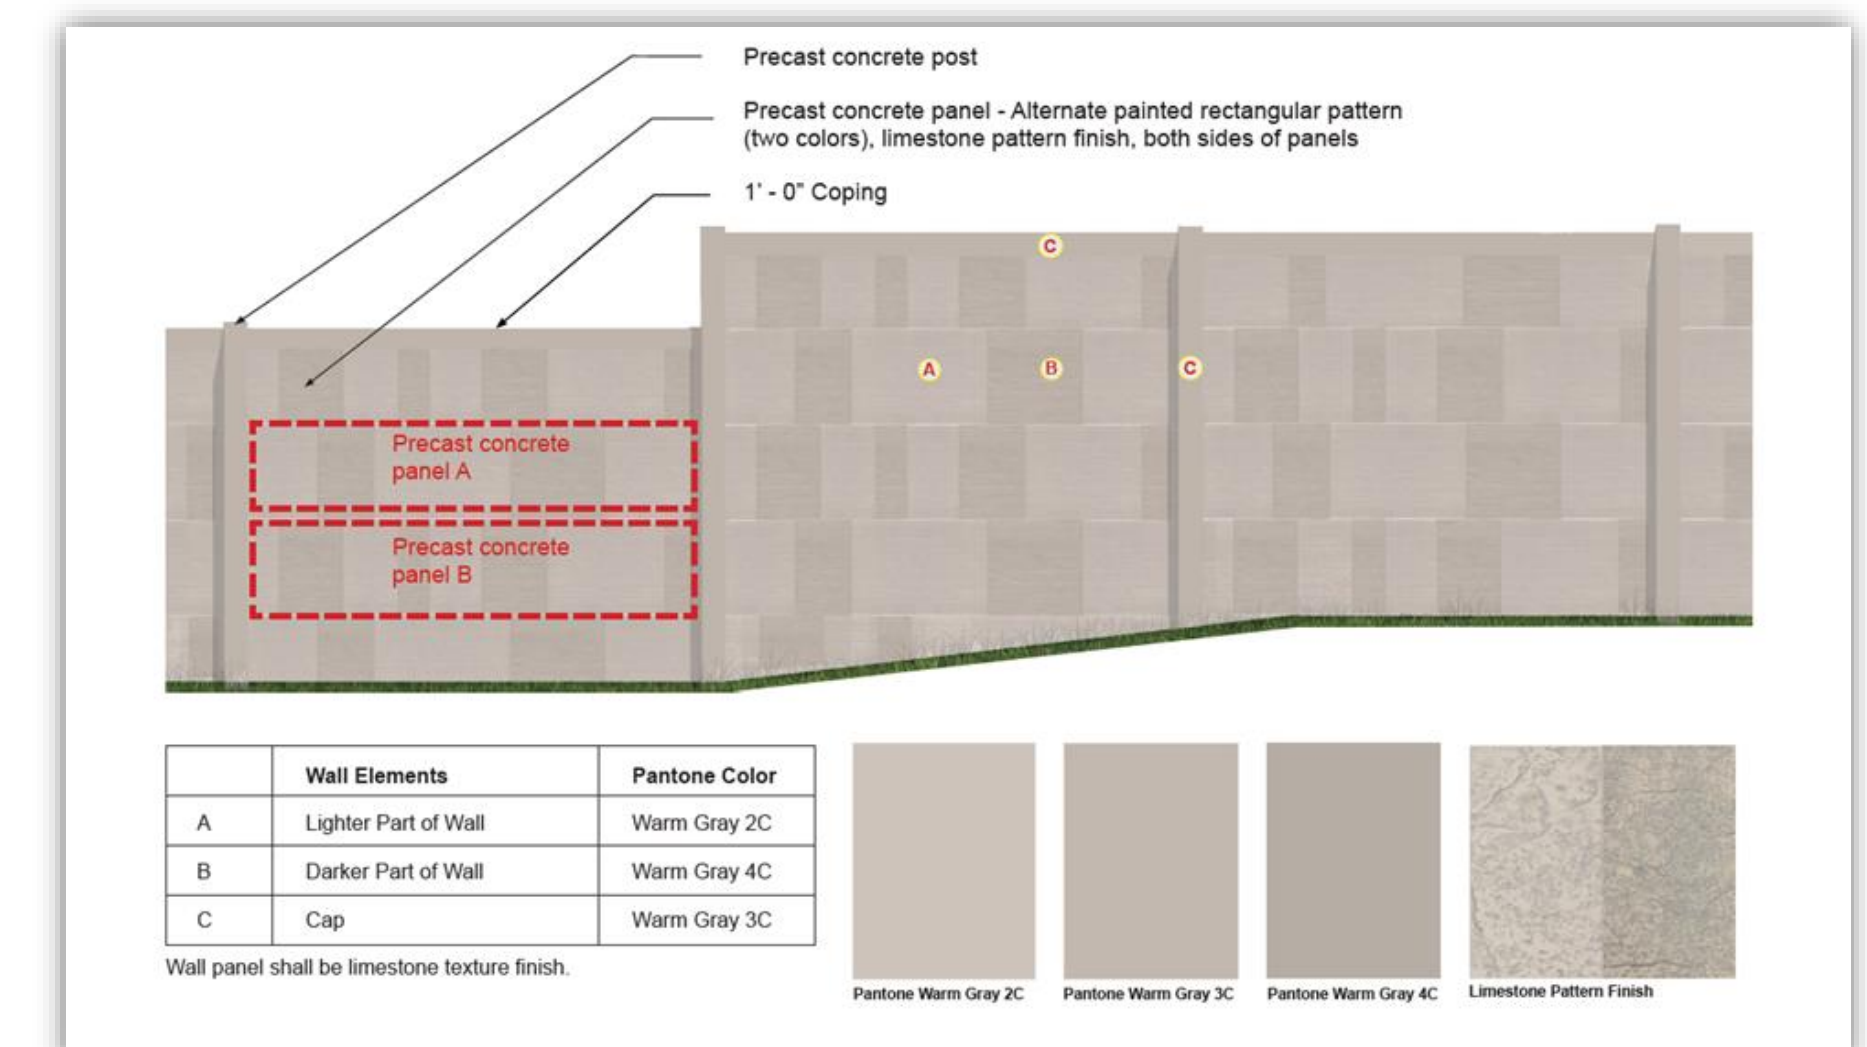 Precast concrete post
Precast concrete panel - Alternate painted rectangular pattern
(two colors), limestone pattern finish, both sides of panels
1' - 0" Coping
C
A
B
C
Precast concrete
panel A
Precast concrete
panel B
Wall Elements Pantone Color
A Lighter Part of Wall Warm Gray 2C
B Darker Part of Wall Warm Gray 4C
C Cap Warm Gray 3C
Wall panel shall be limestone texture finish.
Pantone Warm Gray 2C
Pantone Warm Gray 3C
Pantone Warm Gray 4C
Limestone Pattern Finish